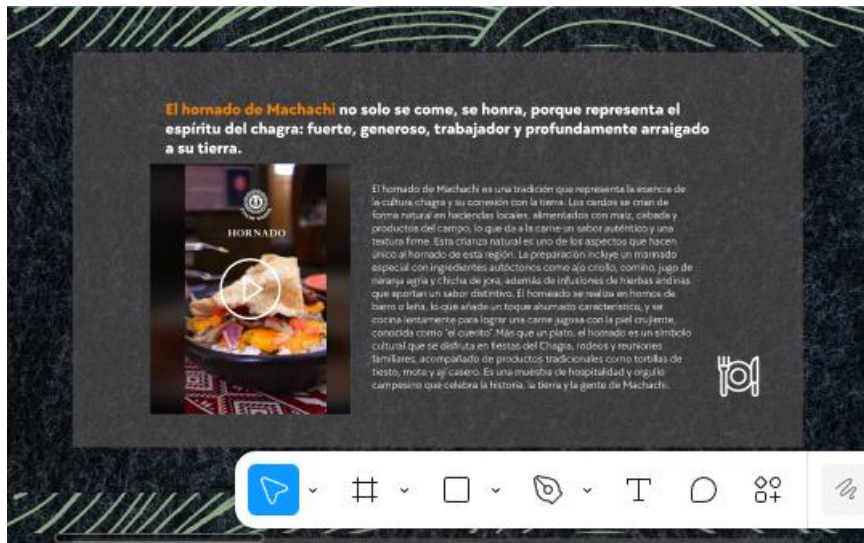 El hornado de Machachi no solo se come, se honra, porque representa el
espíritu del chagra: fuerte, generoso, trabajador y profundamente arraigado
a su tierra.
HORNADO
El hornado de Machachi es una tradición que representa la esencia de
la cultura chagra y su conexión con la tierra. Los cerdos se crían de
forma natural en haciendas locales, alimentados con maíz, cebada y
productos del campo, lo que da a la carne un sabor auténtico y una
textura firme. Esta crianza natural es uno de los aspectos que hacen
único al hornado de esta región. La preparación incluye un marinado
especial con ingredientes autóctonos como ajo criollo, comino, jugo de
naranja agria y chicha de jora, además de infusiones de hierbas andinas
que aportan un sabor distintivo. El horneado se realiza en hornos de
barro o leña, lo que añade un toque ahumado característico, y se
cocina lentamente para lograr una carne jugosa con la piel crujiente,
conocida como "el cuerito". Más que un plato, el hornado es un símbolo
cultural que se disfruta en fiestas del Chagra, rodeos y reuniones
familiares, acompañado de productos tradicionales como tortillas de
tiesto, mote y ají casero. Es una muestra de hospitalidad y orgullo
campesino que celebra la historia, la tierra y la gente de Machachi.